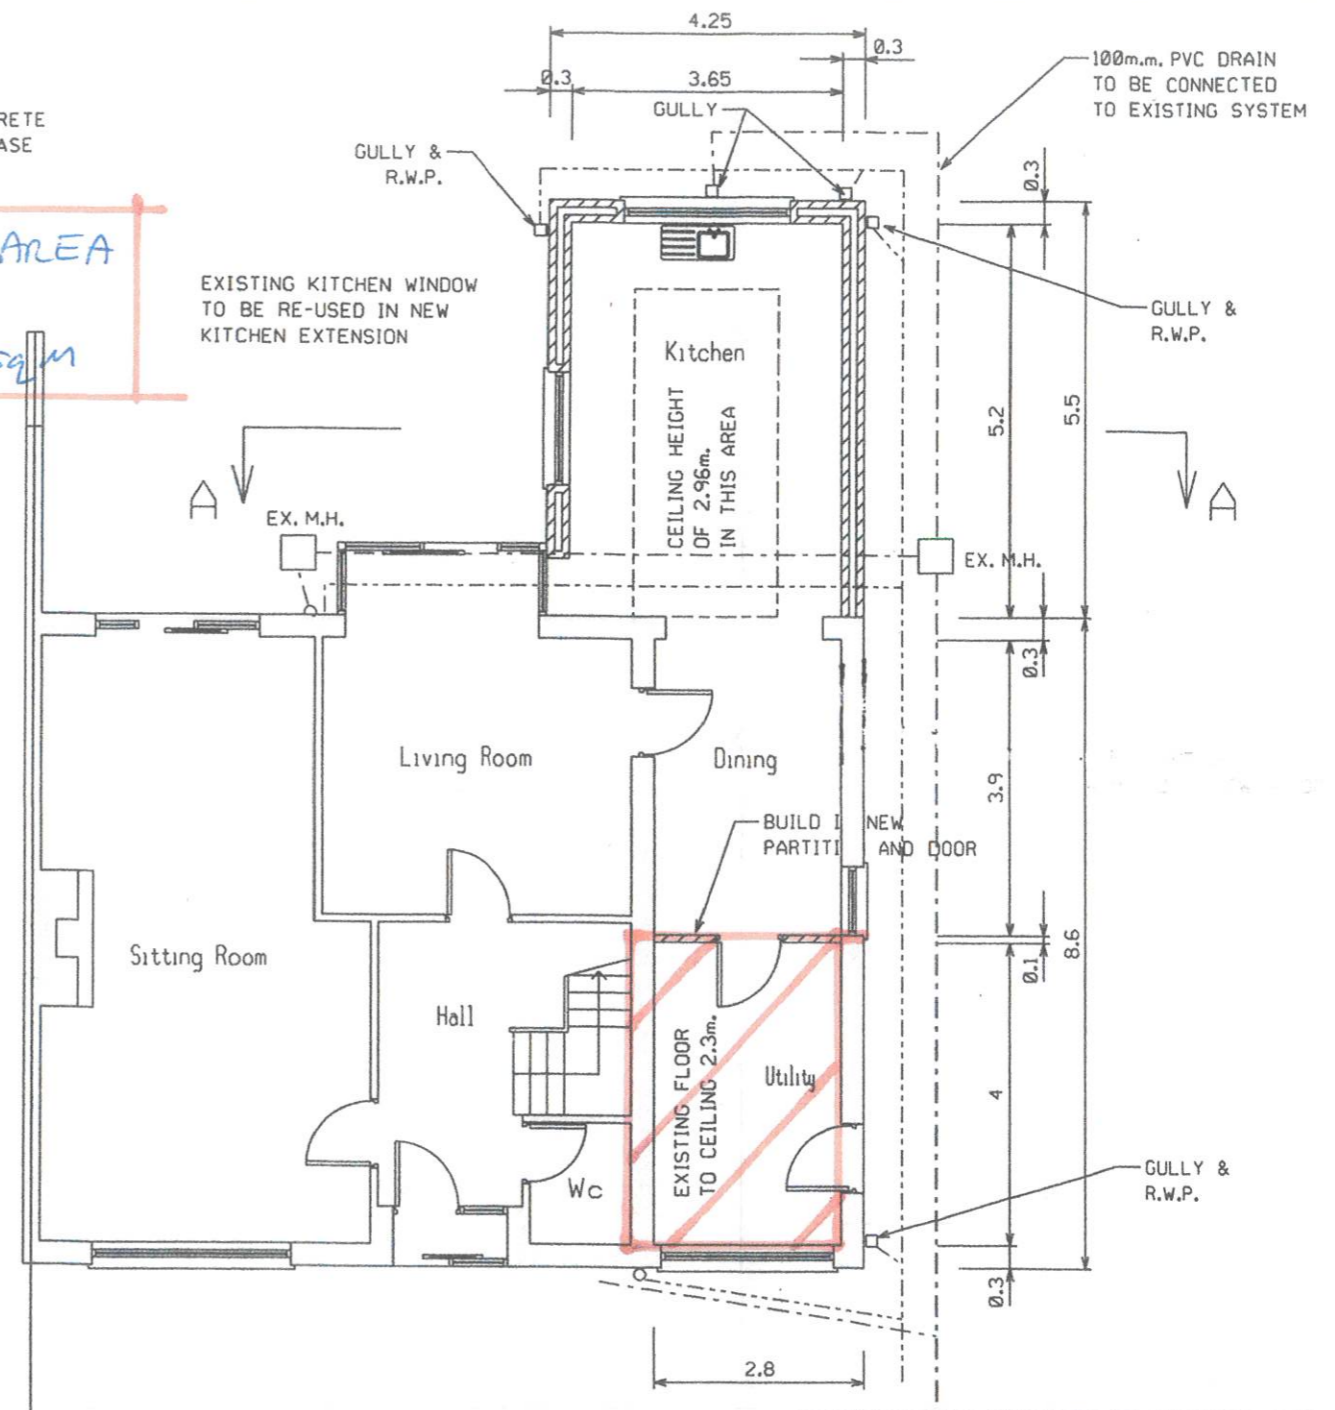 4.25
0.3
0.3
3.65
GULLY
100m.m. PVC DRAIN
TO BE CONNECTED
TO EXISTING SYSTEM
RETE
ASE
GULLY &
R.W.P.
0.3
AREA
sqm
EXISTING KITCHEN WINDOW
TO BE RE-USED IN NEW
KITCHEN EXTENSION
GULLY &
R.W.P.
Kitchen
CEILING HEIGHT
OF 2.96m.
IN THIS AREA
5.2
5.5
A
A
EX. M.H.
EX. M.H.
0.3
Living Room
Dining
3.9
BUILD I NEW
PARTITI AND DOOR
Sitting Room
Hall
0.1
8.6
EXISTING FLOOR
TO CEILING 2.3m.
Utility
4
Wc
GULLY &
R.W.P.
0.3
2.8